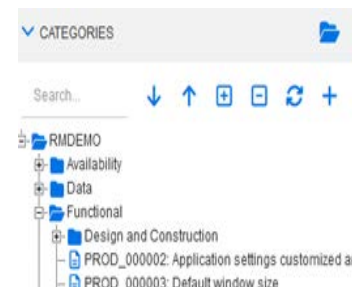 CATEGORIES
Search...
RMDEMO
Availability
Data
Functional
Design and Construction
PROD_000002: Application settings customized a
PROD_000003: Default window size